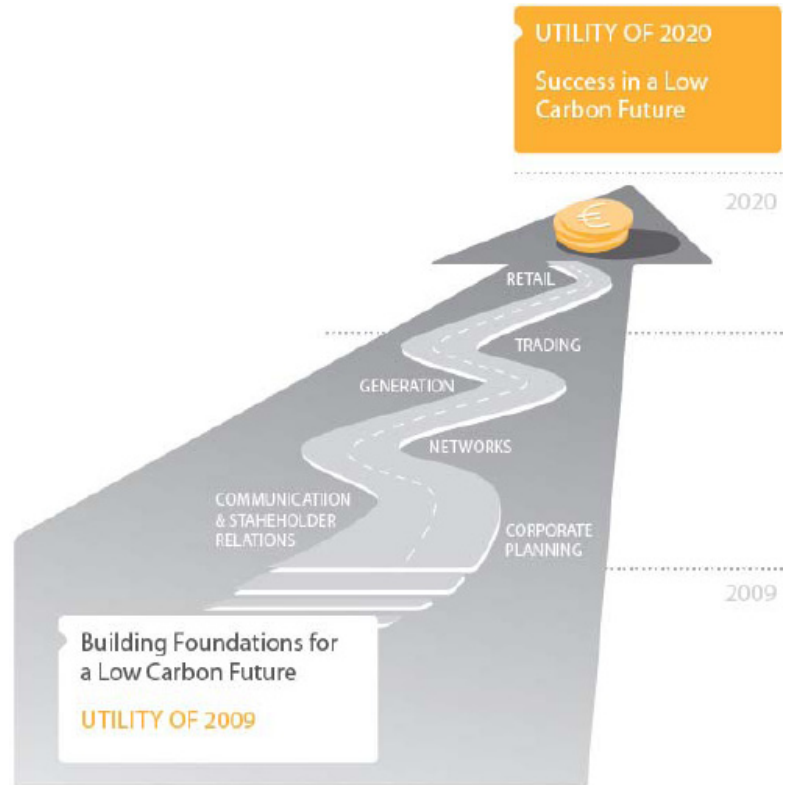 UTILITY OF 2020
Success in a Low
Carbon Future
2020
€
RETAIL
TRADING
GENERATION
NETWORKS
COMMUNICATIION
& STAHEHOLDER
RELATIONS
CORPORATE
PLANNING
2009
Building Foundations for
a Low Carbon Future
UTILITY OF 2009